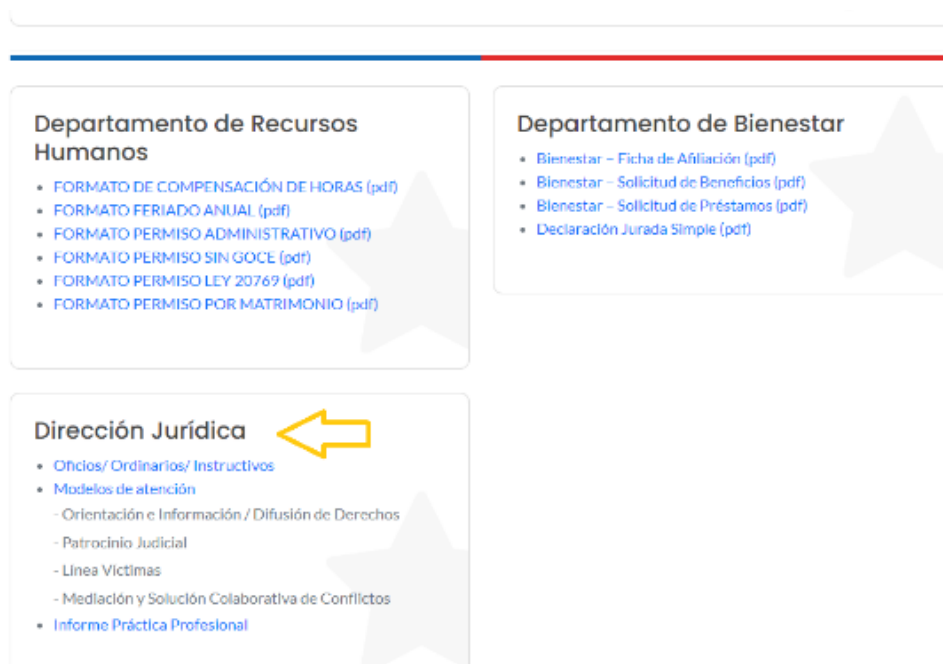 Departamento de Recursos
Humanos
FORMATO DE COMPENSACIÓN DE HORAS (pdf)
FORMATO FERIADO ANUAL (pdf)
FORMATO PERMISO ADMINISTRATIVO (pdf)
FORMATO PERMISO SIN GOCE (pdf)
FORMATO PERMISO LEY 20769 (pdf)
FORMATO PERMISO POR MATRIMONIO (pdf)
Departamento de Bienestar
Bienestar – Ficha de Afiliación (pdf)
Bienestar – Solicitud de Beneficios (pdf)
Bienestar – Solicitud de Préstamos (pdf)
Declaración Jurada Simple (pdf)
Dirección Jurídica
Oficios/ Ordinarios/ Instructivos
Modelos de atención
- Orientación e Información / Difusión de Derechos
- Patrocinio Judicial
- Línea Víctimas
- Mediación y Solución Colaborativa de Conflictos
Informe Práctica Profesional